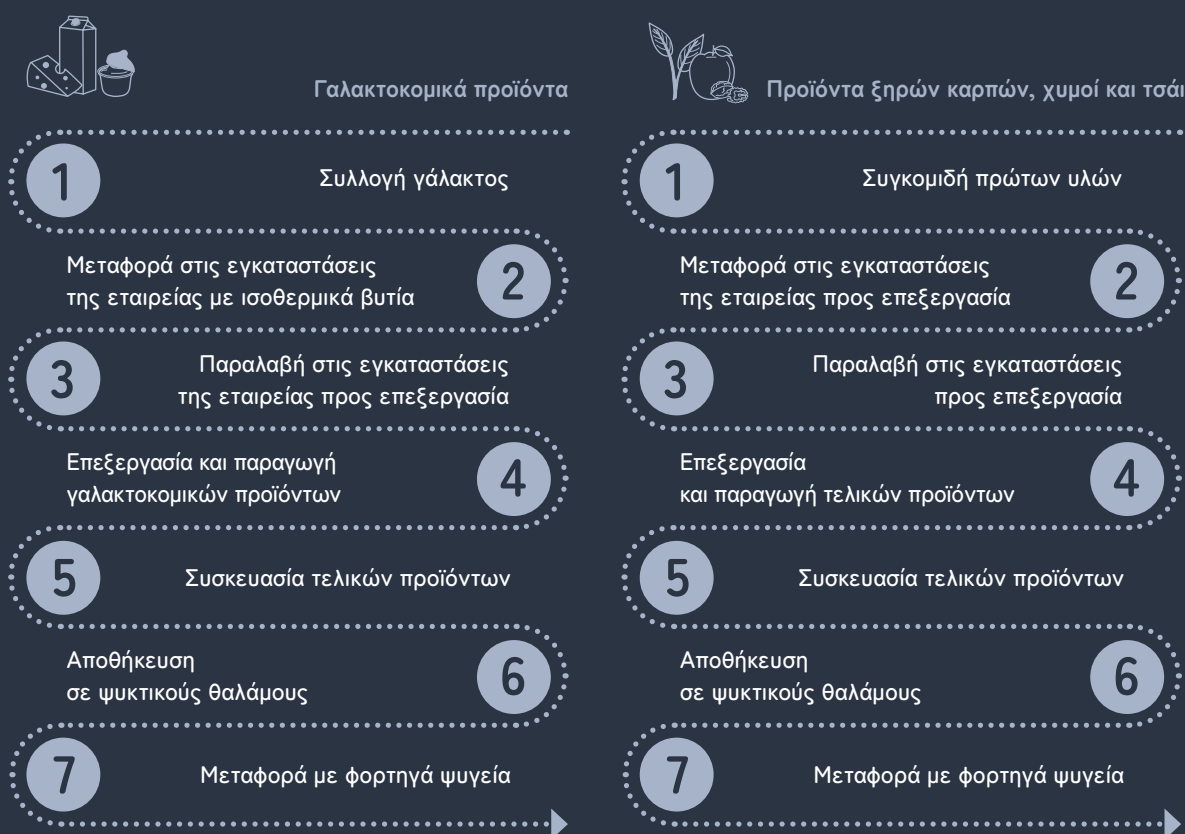 Γαλακτοκομικά προϊόντα
1
Συλλογή γάλακτος
2
Μεταφορά στις εγκαταστάσεις
της εταιρείας με ισοθερμικά βυτία
3
Παραλαβή στις εγκαταστάσεις
της εταιρείας προς επεξεργασία
4
Επεξεργασία και παραγωγή
γαλακτοκομικών προϊόντων
5
Συσκευασία τελικών προϊόντων
6
Αποθήκευση
σε ψυκτικούς θαλάμους
7
Μεταφορά με φορτηγά ψυγεία
Προϊόντα ξηρών καρπών, χυμοί και τσάι
1
Συγκομιδή πρώτων υλών
2
Μεταφορά στις εγκαταστάσεις
της εταιρείας προς επεξεργασία
3
Παραλαβή στις εγκαταστάσεις
προς επεξεργασία
4
Επεξεργασία
και παραγωγή τελικών προϊόντων
5
Συσκευασία τελικών προϊόντων
6
Αποθήκευση
σε ψυκτικούς θαλάμους
7
Μεταφορά με φορτηγά ψυγεία